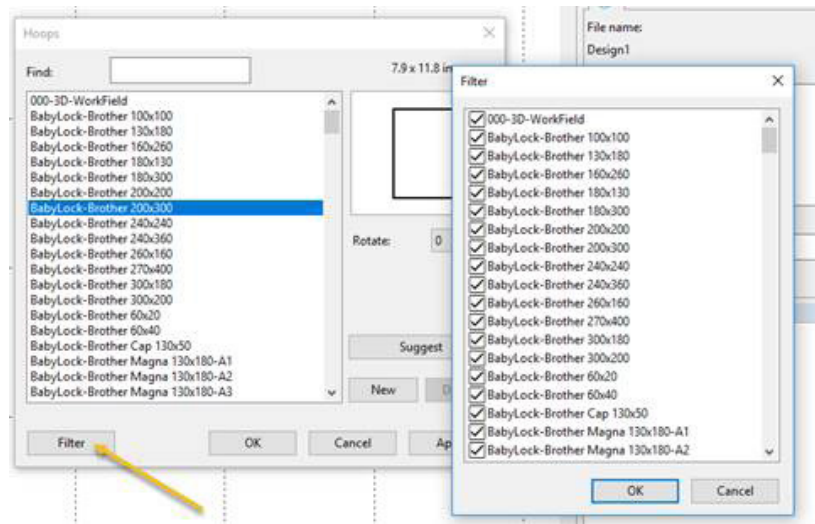 Hoops
Find:
7.9 x 11.8 in
000-3D-WorkField
BabyLock-Brother 100x100
BabyLock-Brother 130x180
BabyLock-Brother 160x260
BabyLock-Brother 180x130
BabyLock-Brother 180x300
BabyLock-Brother 200x200
BabyLock-Brother 200x300
BabyLock-Brother 240x240
BabyLock-Brother 240x360
BabyLock-Brother 260x160
BabyLock-Brother 270x400
BabyLock-Brother 300x180
BabyLock-Brother 300x200
BabyLock-Brother 60x20
BabyLock-Brother 60x40
BabyLock-Brother Cap 130x50
BabyLock-Brother Magna 130x180-A1
BabyLock-Brother Magna 130x180-A2
BabyLock-Brother Magna 130x180-A3
Rotate: 0
Suggest
New D
Filter OK Cancel Ap
File name:
Design1
Filter
000-3D-WorkField
BabyLock-Brother 100x100
BabyLock-Brother 130x180
BabyLock-Brother 160x260
BabyLock-Brother 180x130
BabyLock-Brother 180x300
BabyLock-Brother 200x200
BabyLock-Brother 200x300
BabyLock-Brother 240x240
BabyLock-Brother 240x360
BabyLock-Brother 260x160
BabyLock-Brother 270x400
BabyLock-Brother 300x180
BabyLock-Brother 300x200
BabyLock-Brother 60x20
BabyLock-Brother 60x40
BabyLock-Brother Cap 130x50
BabyLock-Brother Magna 130x180-A1
BabyLock-Brother Magna 130x180-A2
OK Cancel